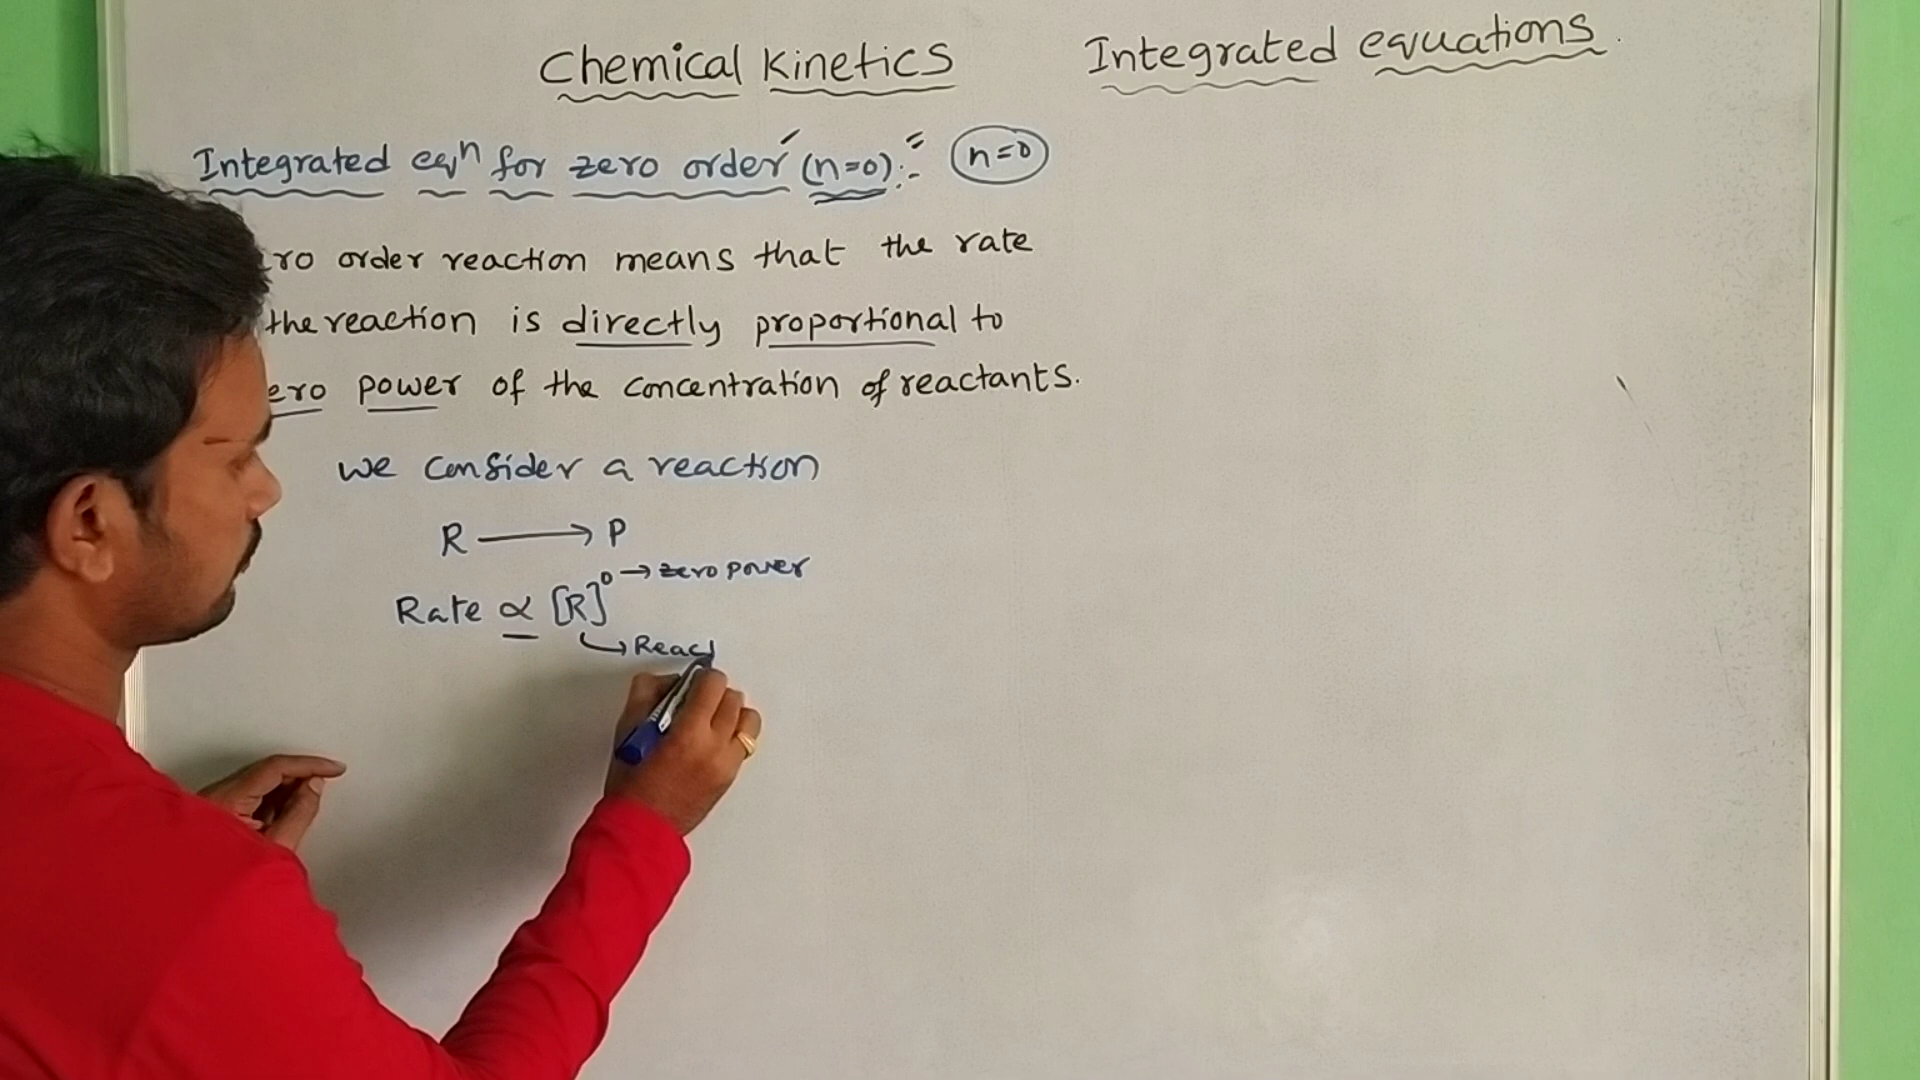 Chemical Kinetics Integrated equations.
Integrated eqⁿ for zero order (n=0):- n=0
ro order reaction means that the rate
the reaction is directly proportional to
ero power of the concentration of reactants.
we consider a reaction
R ⟶ P
Rate ∝ [R]⁰ → zero power
↳ Reac